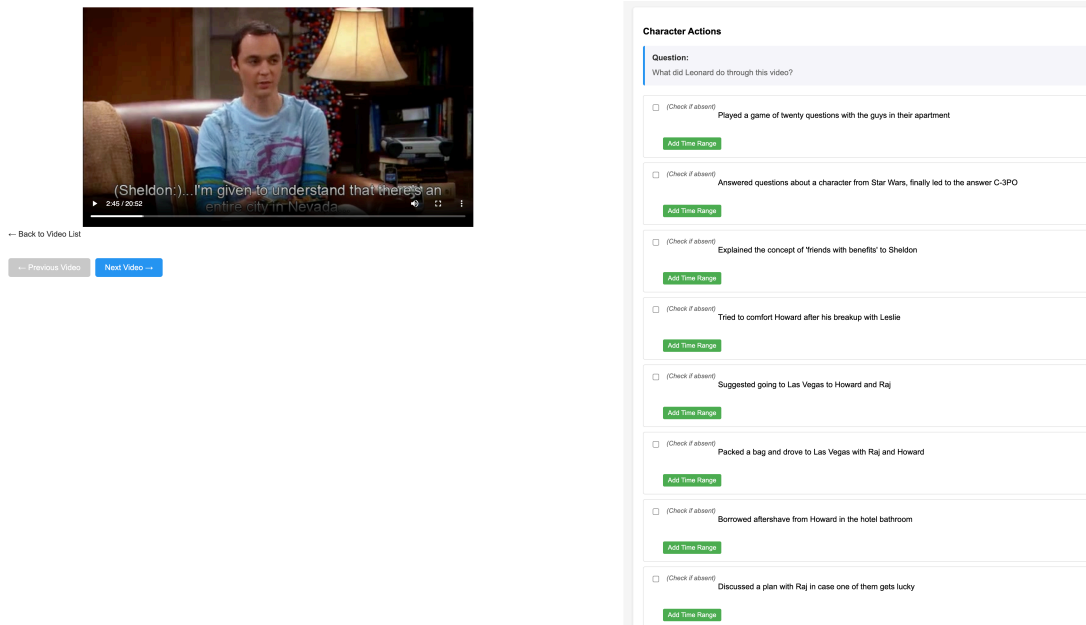 (Sheldon:)...I'm given to understand that there's an
entire city in Nevada
2:45 / 20:52
← Back to Video List
← Previous Video
Next Video →
Character Actions
Question:
What did Leonard do through this video?
(Check if absent)
Played a game of twenty questions with the guys in their apartment
Add Time Range
(Check if absent)
Answered questions about a character from Star Wars, finally led to the answer C-3PO
Add Time Range
(Check if absent)
Explained the concept of 'friends with benefits' to Sheldon
Add Time Range
(Check if absent)
Tried to comfort Howard after his breakup with Leslie
Add Time Range
(Check if absent)
Suggested going to Las Vegas to Howard and Raj
Add Time Range
(Check if absent)
Packed a bag and drove to Las Vegas with Raj and Howard
Add Time Range
(Check if absent)
Borrowed aftershave from Howard in the hotel bathroom
Add Time Range
(Check if absent)
Discussed a plan with Raj in case one of them gets lucky
Add Time Range